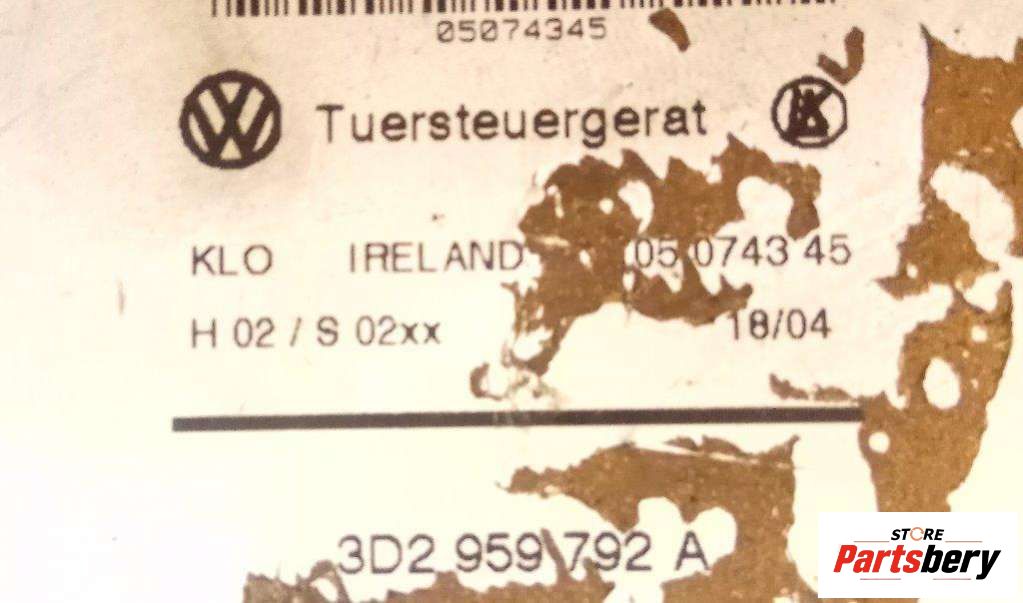 05074345
Tuersteuergerat
KLO IRELAND 05 0743 45
H 02 / S 02xx 18/04
3D2 959 792 A
STORE
Partsbery